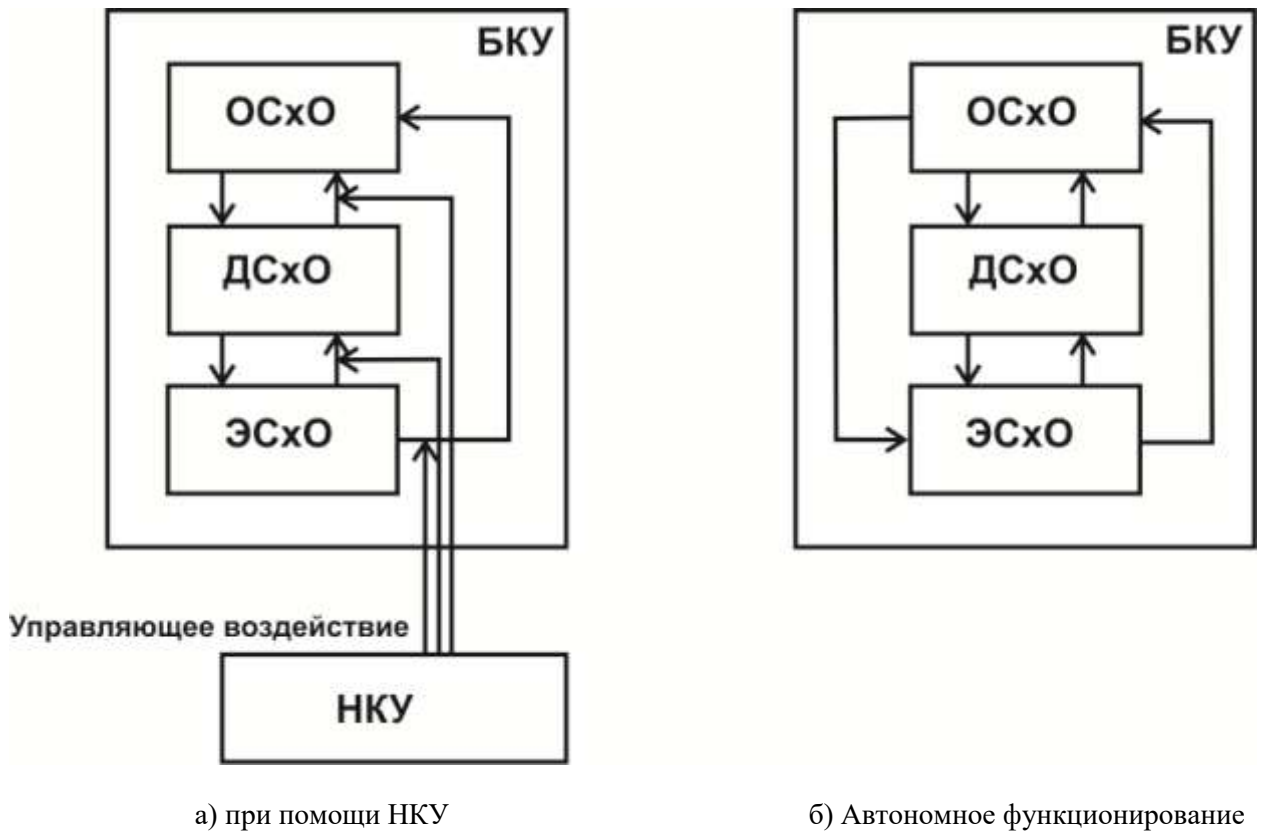 БКУ
ОСхО
ДСхО
ЭСхО
Управляющее воздействие
НКУ
БКУ
ОСхО
ДСхО
ЭСхО
а) при помощи НКУ
б) Автономное функционирование